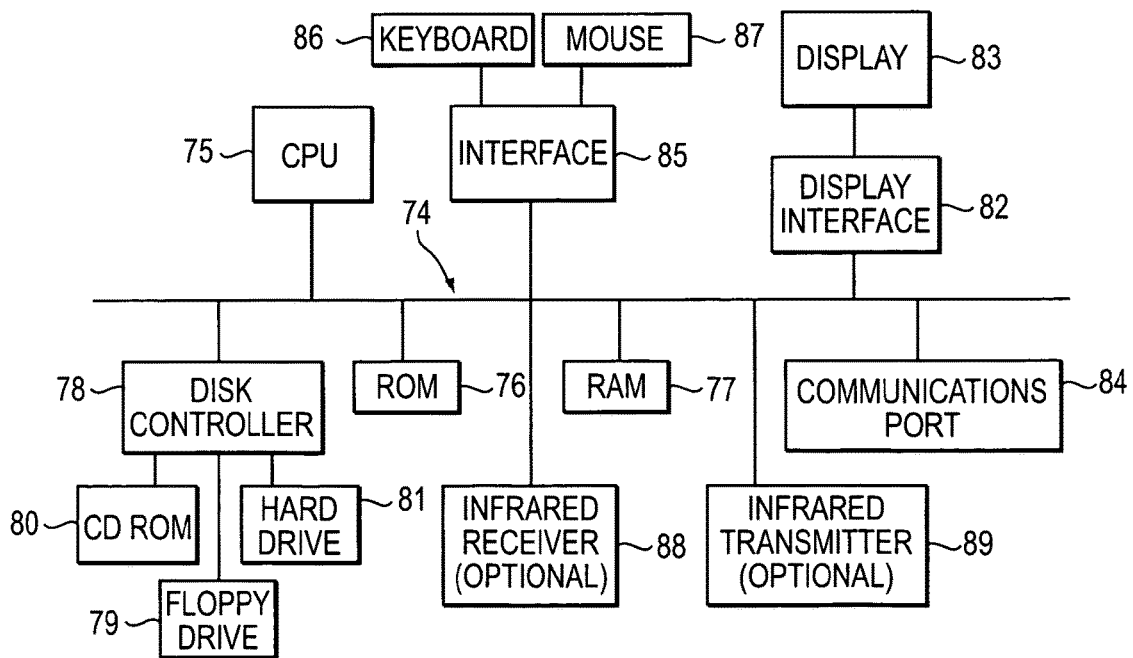 86
KEYBOARD
MOUSE
87
DISPLAY
83
75
CPU
INTERFACE
85
DISPLAY
INTERFACE
82
74
78
DISK
CONTROLLER
ROM
76
RAM
77
COMMUNICATIONS
PORT
84
80
CD ROM
HARD
DRIVE
81
INFRARED
RECEIVER
(OPTIONAL)
88
INFRARED
TRANSMITTER
(OPTIONAL)
89
79
FLOPPY
DRIVE